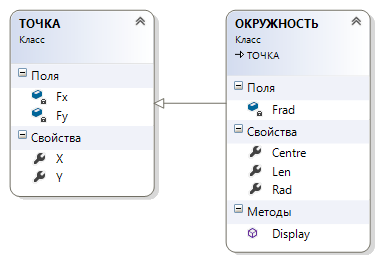 ТОЧКА
Класс
Поля
Fx
Fy
Свойства
X
Y
ОКРУЖНОСТЬ
Класс
ТОЧКА
Поля
Frad
Свойства
Centre
Len
Rad
Методы
Display